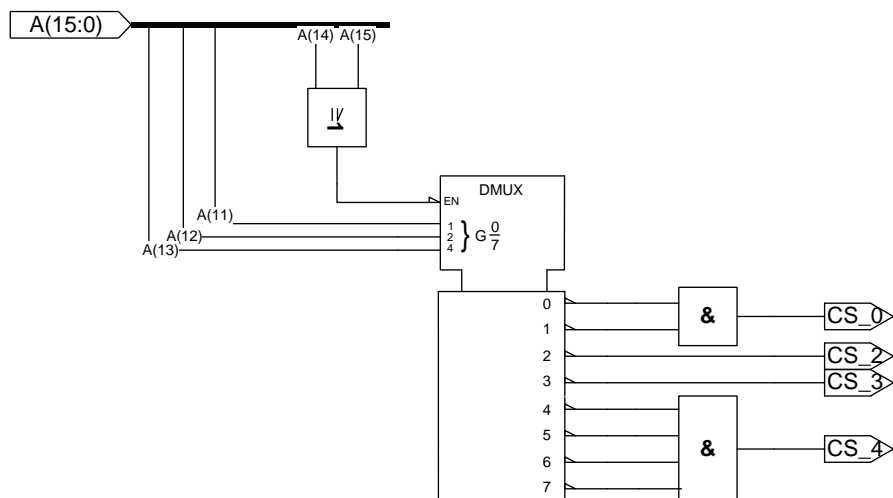 A(15:0)
A(14) A(15)
≥1
DMUX
EN
A(11)
1
A(12)
2 } G 0/7
A(13)
4
0
& CS_0
1
2 CS_2
3 CS_3
4
5
& CS_4
6
7